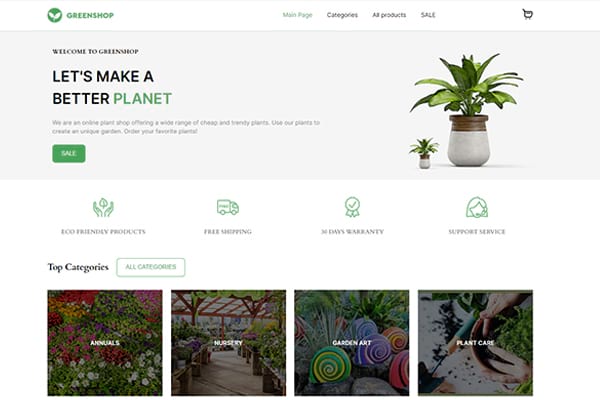 GREENSHOP
Main Page
Categories
All products
SALE
WELCOME TO GREENSHOP
LET'S MAKE A
BETTER PLANET
We are an online plant shop offering a wide range of cheap and trendy plants. Use our plants to
create an unique garden. Order your favorite plants!
SALE
FREE
ECO FRIENDLY PRODUCTS
FREE SHIPPING
30 DAYS WARRANTY
SUPPORT SERVICE
Top Categories
ALL CATEGORIES
ANNUALS
NURSERY
GARDEN ART
PLANT CARE